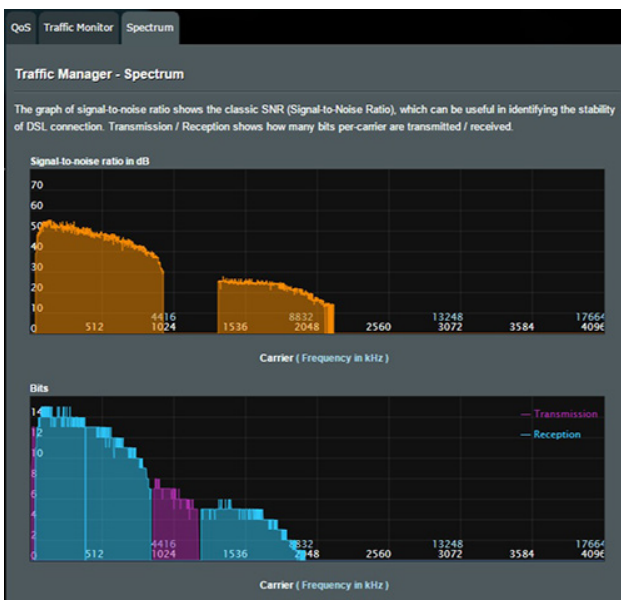 QoS Traffic Monitor Spectrum
Traffic Manager - Spectrum
The graph of signal-to-noise ratio shows the classic SNR (Signal-to-Noise Ratio), which can be useful in identifying the stability
of DSL connection. Transmission / Reception shows how many bits per-carrier are transmitted / received.
Signal-to-noise ratio in dB
70
60
50
40
30
20
10
4416 8832 13248 17664
0 512 1024 1536 2048 2560 3072 3584 4096
Carrier ( Frequency in kHz )
Bits
14
Transmission
12
Reception
10
8
6
4
2
4416 8832 13248 17664
0 512 1024 1536 2048 2560 3072 3584 4096
Carrier ( Frequency in kHz )